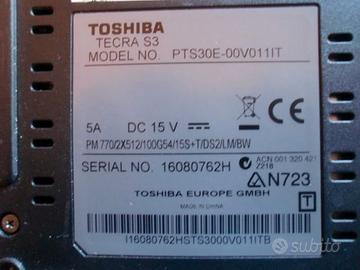 TOSHIBA
TECRA S3
MODEL NO. PTS30E-00V011IT
5A DC 15 V
PM 770/2X512/100G54/15S+T/DS2/LM/BW
SERIAL NO. 16080762H
ACN 001 320 421
Z218
N723
TOSHIBA EUROPE GMBH
MADE IN CHINA
T
I16080762HSTS3000V011ITB
subito